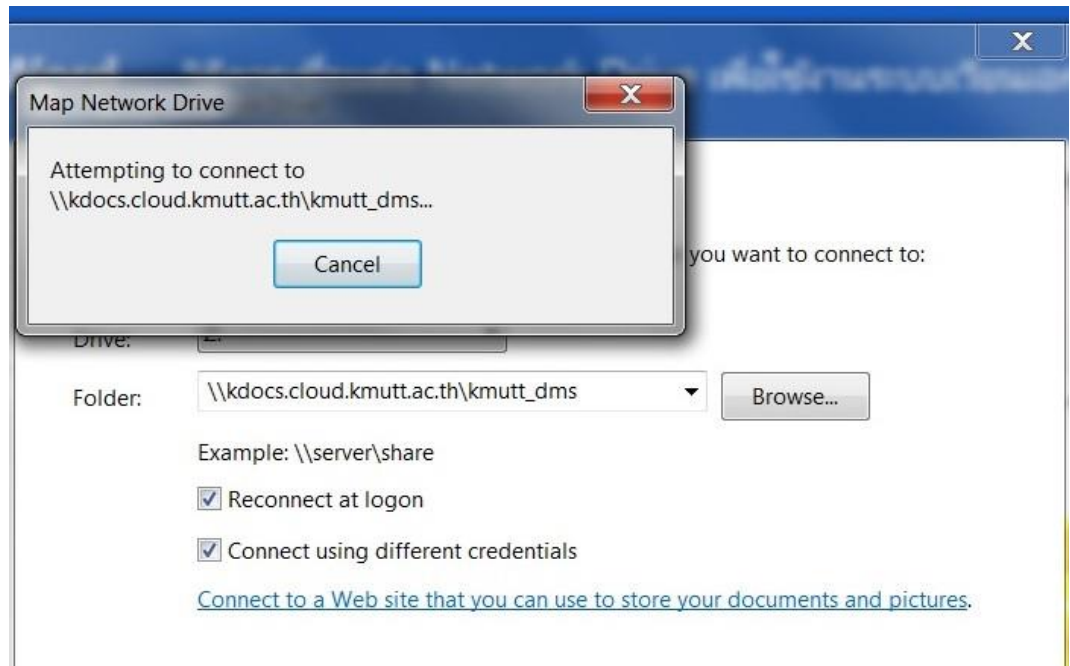 Map Network Drive
Attempting to connect to
\\kdocs.cloud.kmutt.ac.th\kmutt_dms...
Cancel
you want to connect to:
Drive:
Folder:
\\kdocs.cloud.kmutt.ac.th\kmutt_dms
Browse...
Example: \\server\share
Reconnect at logon
Connect using different credentials
Connect to a Web site that you can use to store your documents and pictures.